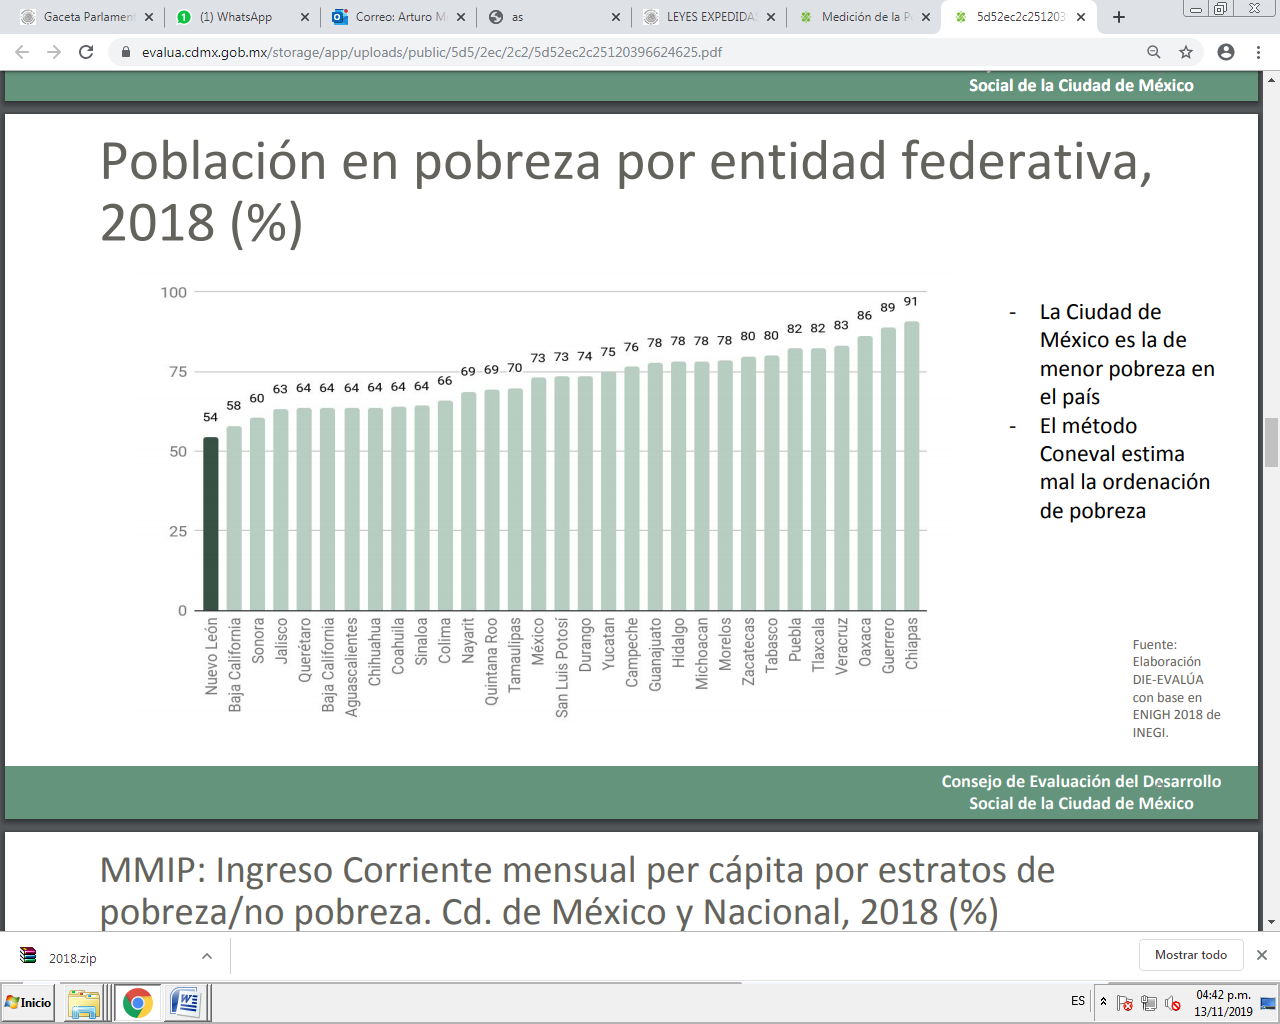 Gaceta Parlament
(1) WhatsApp
Correo: Arturo M
as
LEYES EXPEDIDAS
Medición de la P
5d52ec2c251203
evalua.cdmx.gob.mx/storage/app/uploads/public/5d5/2ec/2c2/5d52ec2c25120396624625.pdf
Social de la Ciudad de México
Población en pobreza por entidad federativa,
2018 (%)
100
75
50
25
0
54
58
60
63
64
64
64
64
64
64
66
69
69
70
73
73
74
75
76
78
78
78
78
80
80
82
82
83
86
89
91
Nuevo León
Baja California
Sonora
Jalisco
Querétaro
Baja California
Aguascalientes
Chihuahua
Coahuila
Sinaloa
Colima
Nayarit
Quintana Roo
Tamaulipas
México
San Luis Potosí
Durango
Yucatan
Campeche
Guanajuato
Hidalgo
Michoacan
Morelos
Zacatecas
Tabasco
Puebla
Tlaxcala
Veracruz
Oaxaca
Guerrero
Chiapas
- La Ciudad de
México es la de
menor pobreza en
el país
- El método
Coneval estima
mal la ordenación
de pobreza
Fuente:
Elaboración
DIE-EVALÚA
con base en
ENIGH 2018 de
INEGI.
Consejo de Evaluación del Desarrollo
Social de la Ciudad de México
MMIP: Ingreso Corriente mensual per cápita por estratos de
pobreza/no pobreza. Cd. de México y Nacional, 2018 (%)
2018.zip
Mostrar todo
Inicio
ES
04:42 p.m.
13/11/2019